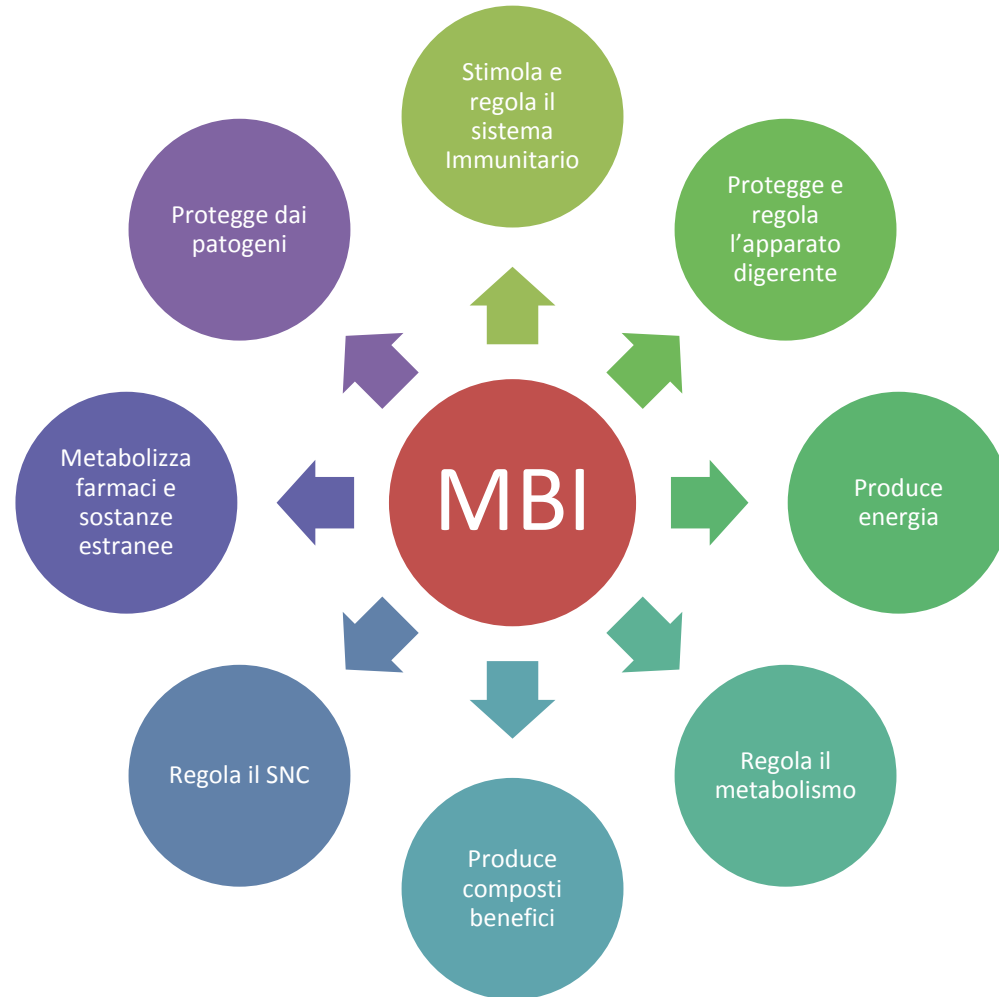 Stimola e
regola il
sistema
Immunitario
Protegge e
regola
l’apparato
digerente
Produce
energia
Regola il
metabolismo
Produce
composti
benefici
Regola il SNC
Metabolizza
farmaci e
sostanze
estranee
Protegge dai
patogeni
MBI